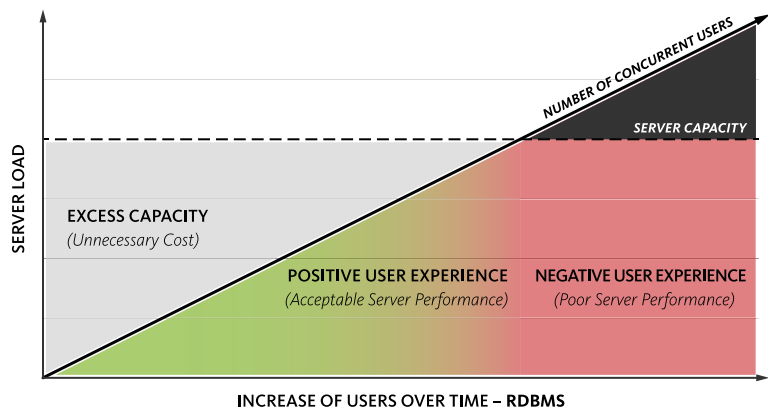 NUMBER OF CONCURRENT USERS
SERVER CAPACITY
SERVER LOAD
EXCESS CAPACITY
(Unnecessary Cost)
POSITIVE USER EXPERIENCE
(Acceptable Server Performance)
NEGATIVE USER EXPERIENCE
(Poor Server Performance)
INCREASE OF USERS OVER TIME – RDBMS